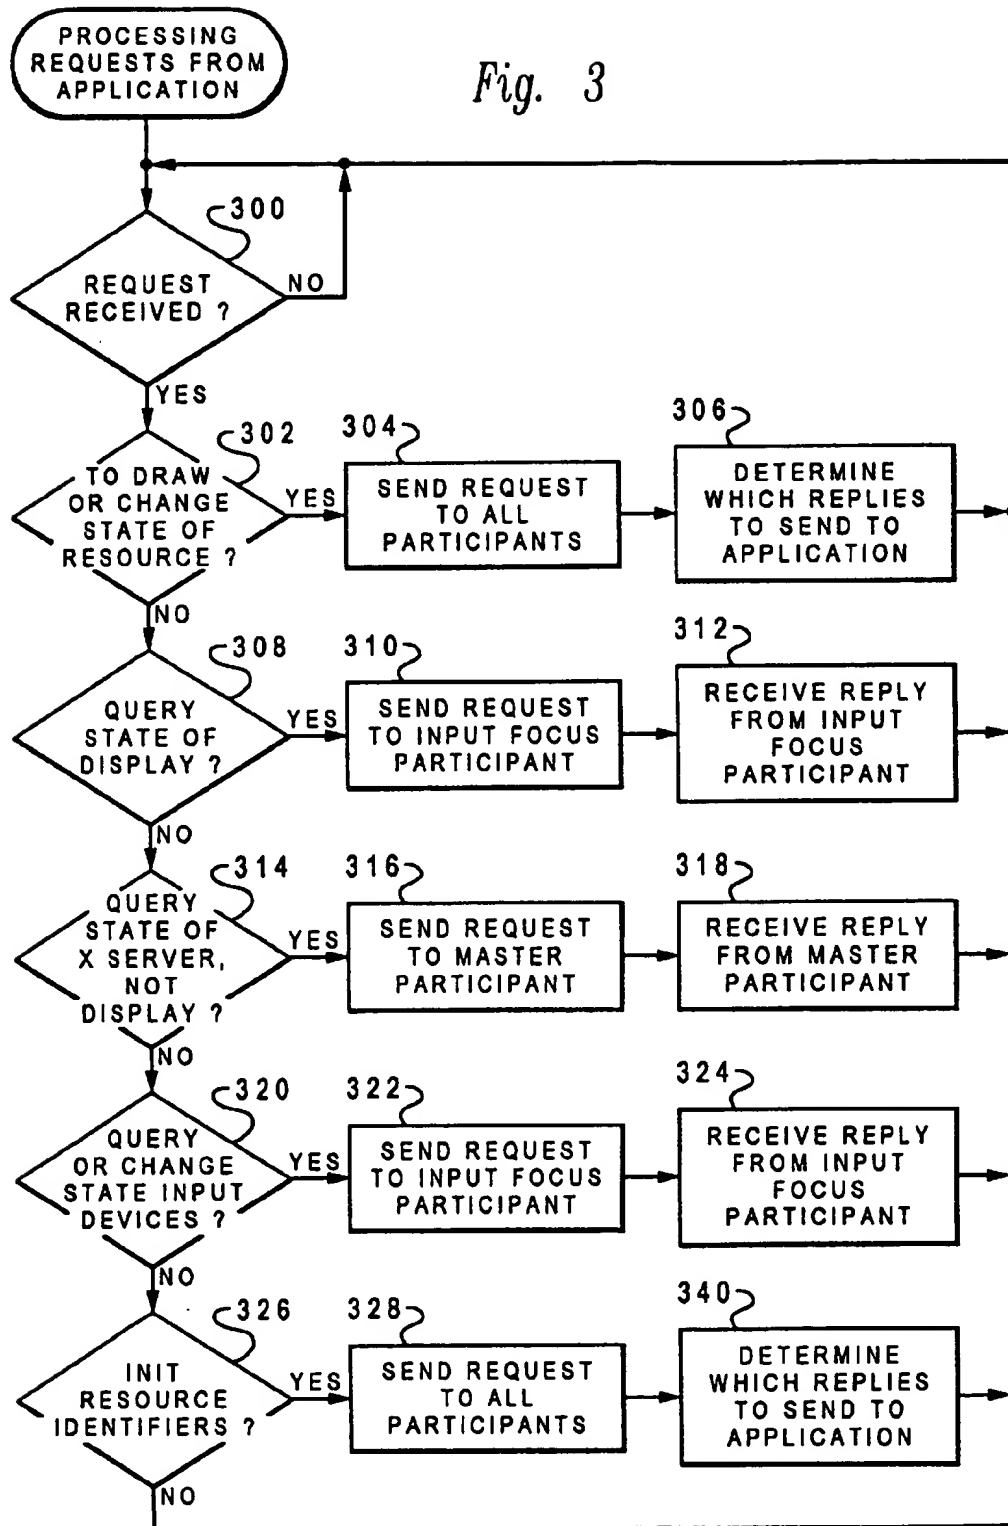 PROCESSING
REQUESTS FROM
APPLICATION
Fig. 3
300
REQUEST
RECEIVED ?
NO
YES
302
TO DRAW
OR CHANGE
STATE OF
RESOURCE ?
YES
304
SEND REQUEST
TO ALL
PARTICIPANTS
306
DETERMINE
WHICH REPLIES
TO SEND TO
APPLICATION
NO
308
QUERY
STATE OF
DISPLAY ?
YES
310
SEND REQUEST
TO INPUT FOCUS
PARTICIPANT
312
RECEIVE REPLY
FROM INPUT
FOCUS
PARTICIPANT
NO
314
QUERY
STATE OF
X SERVER,
NOT
DISPLAY ?
YES
316
SEND REQUEST
TO MASTER
PARTICIPANT
318
RECEIVE REPLY
FROM MASTER
PARTICIPANT
NO
320
QUERY
OR CHANGE
STATE INPUT
DEVICES ?
YES
322
SEND REQUEST
TO INPUT FOCUS
PARTICIPANT
324
RECEIVE REPLY
FROM INPUT
FOCUS
PARTICIPANT
NO
326
INIT
RESOURCE
IDENTIFIERS ?
YES
328
SEND REQUEST
TO ALL
PARTICIPANTS
340
DETERMINE
WHICH REPLIES
TO SEND TO
APPLICATION
NO